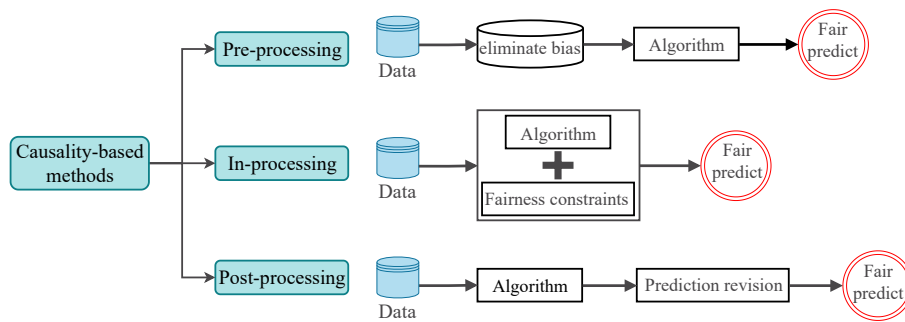 Pre-processing
Data
eliminate bias
Algorithm
Fair
predict
Causality-based
methods
In-processing
Data
Algorithm
Fairness constraints
Fair
predict
Post-processing
Data
Algorithm
Prediction revision
Fair
predict